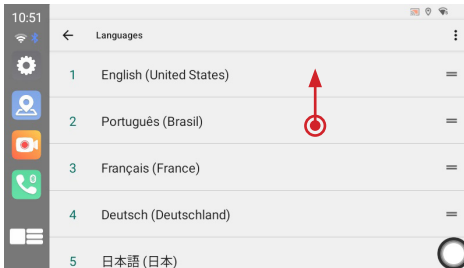 10:51
Languages
1 English (United States)
2 Português (Brasil)
3 Français (France)
4 Deutsch (Deutschland)
5 日本語 (日本)